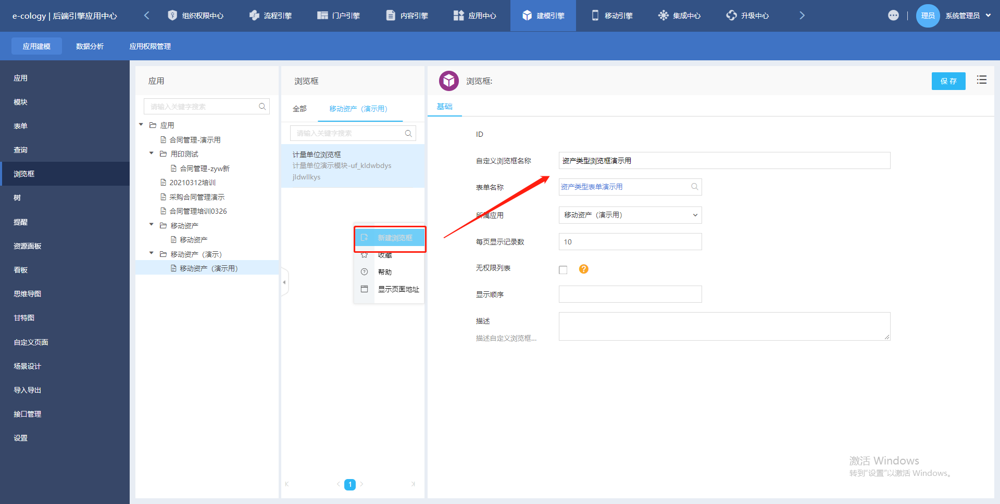 e-cology | 后端引擎应用中心
组织权限中心
流程引擎
门户引擎
内容引擎
应用中心
建模引擎
移动引擎
集成中心
升级中心
理员
系统管理员
应用建模
数据分析
应用权限管理
应用
模块
表单
查询
浏览框
树
提醒
资源面板
看板
思维导图
甘特图
自定义页面
场景设计
导入导出
接口管理
设置
应用
请输入关键字搜索
应用
合同管理-演示用
用印测试
合同管理-zyw新
20210312培训
采购合同管理演示
合同管理培训0326
移动资产
移动资产
移动资产（演示）
移动资产（演示用）
浏览框
全部
移动资产（演示用）
请输入关键字搜索
计量单位浏览框
计量单位演示模块-uf_kldwbdys
jldwllkys
新建浏览框
收藏
帮助
显示页面地址
1
浏览框:
保 存
基础
ID
自定义浏览框名称
资产类型浏览框演示用
表单名称
资产类型表单演示用
所属应用
移动资产（演示用）
每页显示记录数
10
无权限列表
?
显示顺序
描述
描述自定义浏览框...
激活 Windows
转到“设置”以激活 Windows。